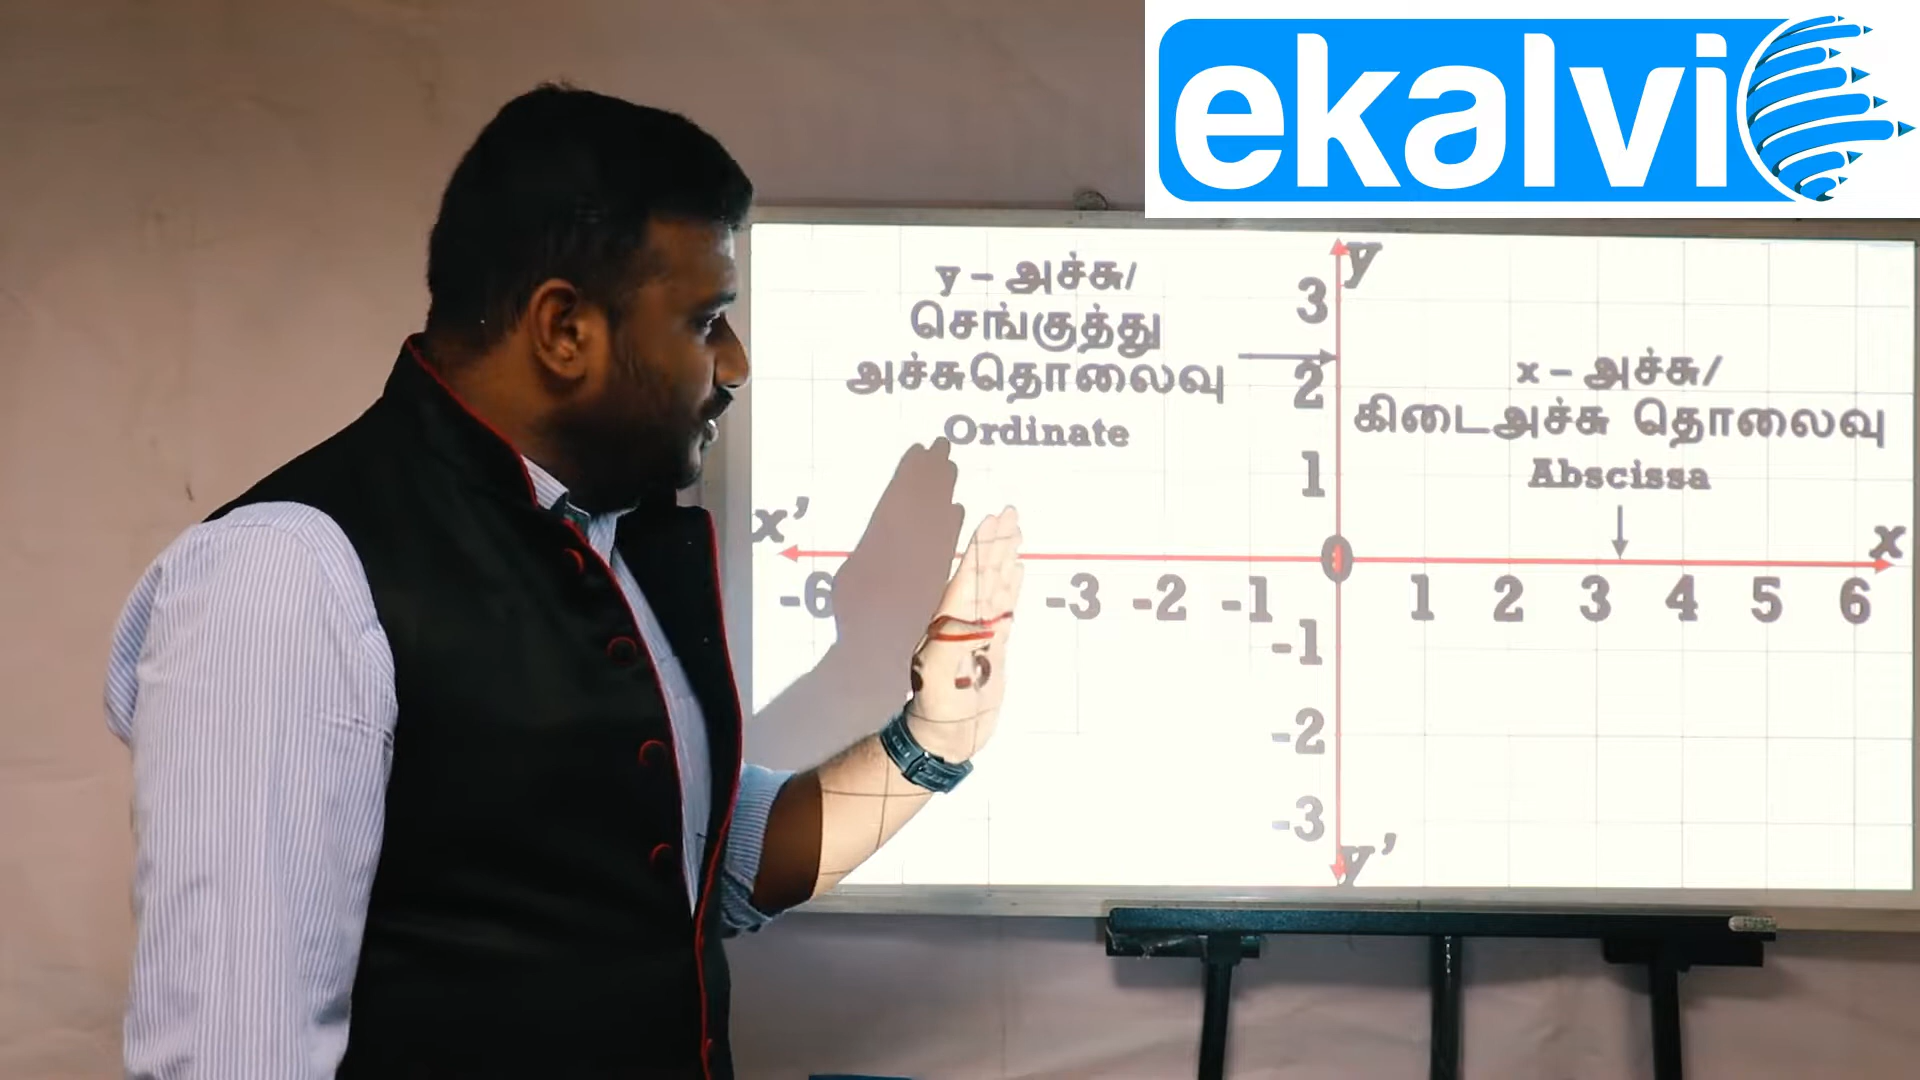 ekalvi
y
y – அச்சு/
3
செங்குத்து
அச்சுதொலைவு
2
x – அச்சு/
கிடைஅச்சு தொலைவு
Ordinate
1
Abscissa
x’
0
x
-6 5 -3 -2 -1 1 2 3 4 5 6
-1
-2
-3
y’